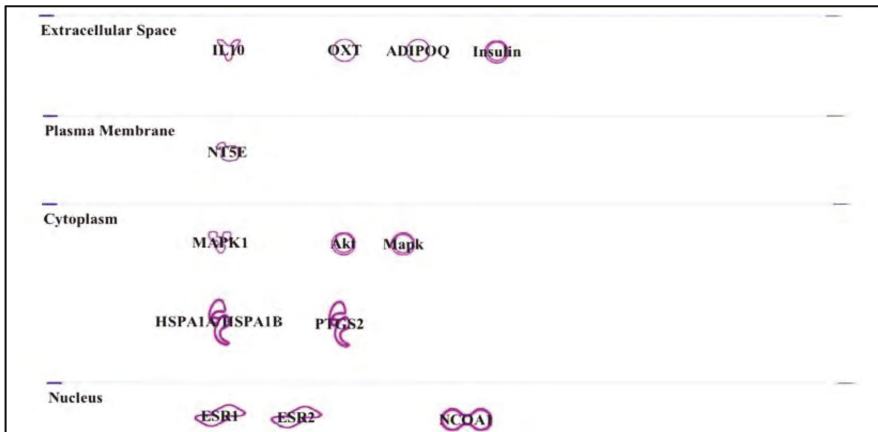 Extracellular Space
IL10 OXT ADIPOQ Insulin
Plasma Membrane
NT5E
Cytoplasm
MAPK1 Akt Mapk
HSPA1A/HSPA1B PTGS2
Nucleus
ESR1 ESR2 NCOA1